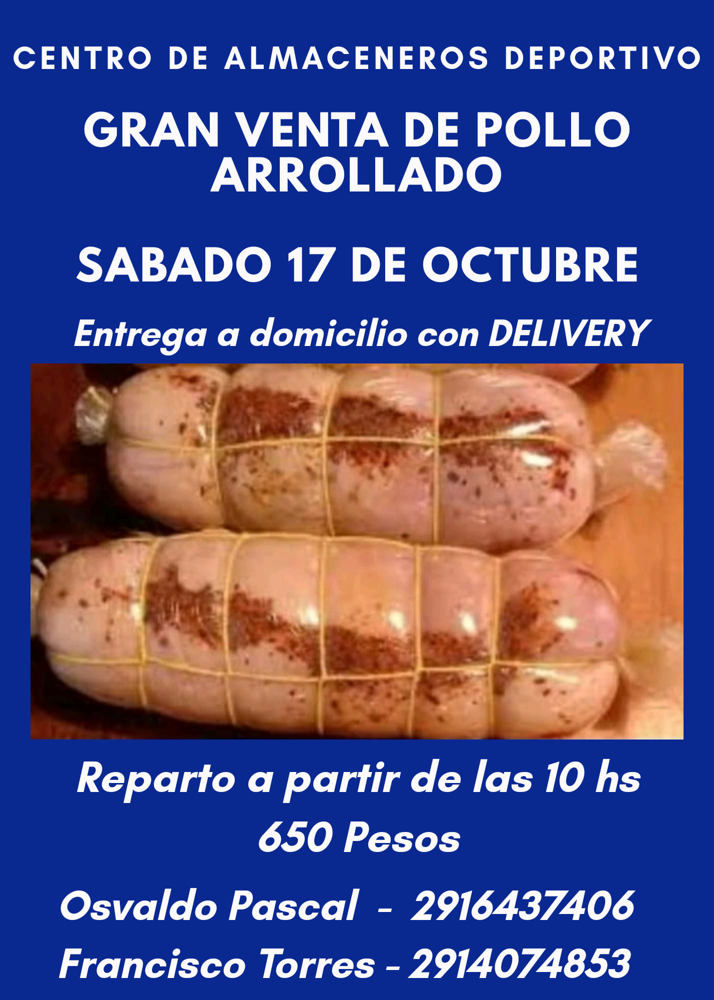 CENTRO DE ALMACENEROS DEPORTIVO
GRAN VENTA DE POLLO
ARROLLADO
SABADO 17 DE OCTUBRE
Entrega a domicilio con DELIVERY
Reparto a partir de las 10 hs
650 Pesos
Osvaldo Pascal - 2916437406
Francisco Torres - 2914074853